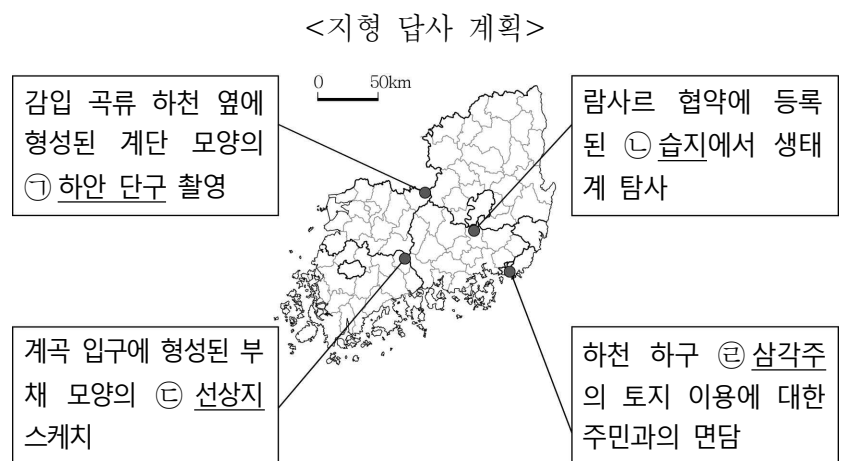 <지형 답사 계획>
0 50km
감입 곡류 하천 옆에
형성된 계단 모양의
㉠ 하안 단구 촬영
람사르 협약에 등록
된 ㉡ 습지에서 생태
계 탐사
계곡 입구에 형성된 부
채 모양의 ㉢ 선상지
스케치
하천 하구 ㉣ 삼각주
의 토지 이용에 대한
주민과의 면담